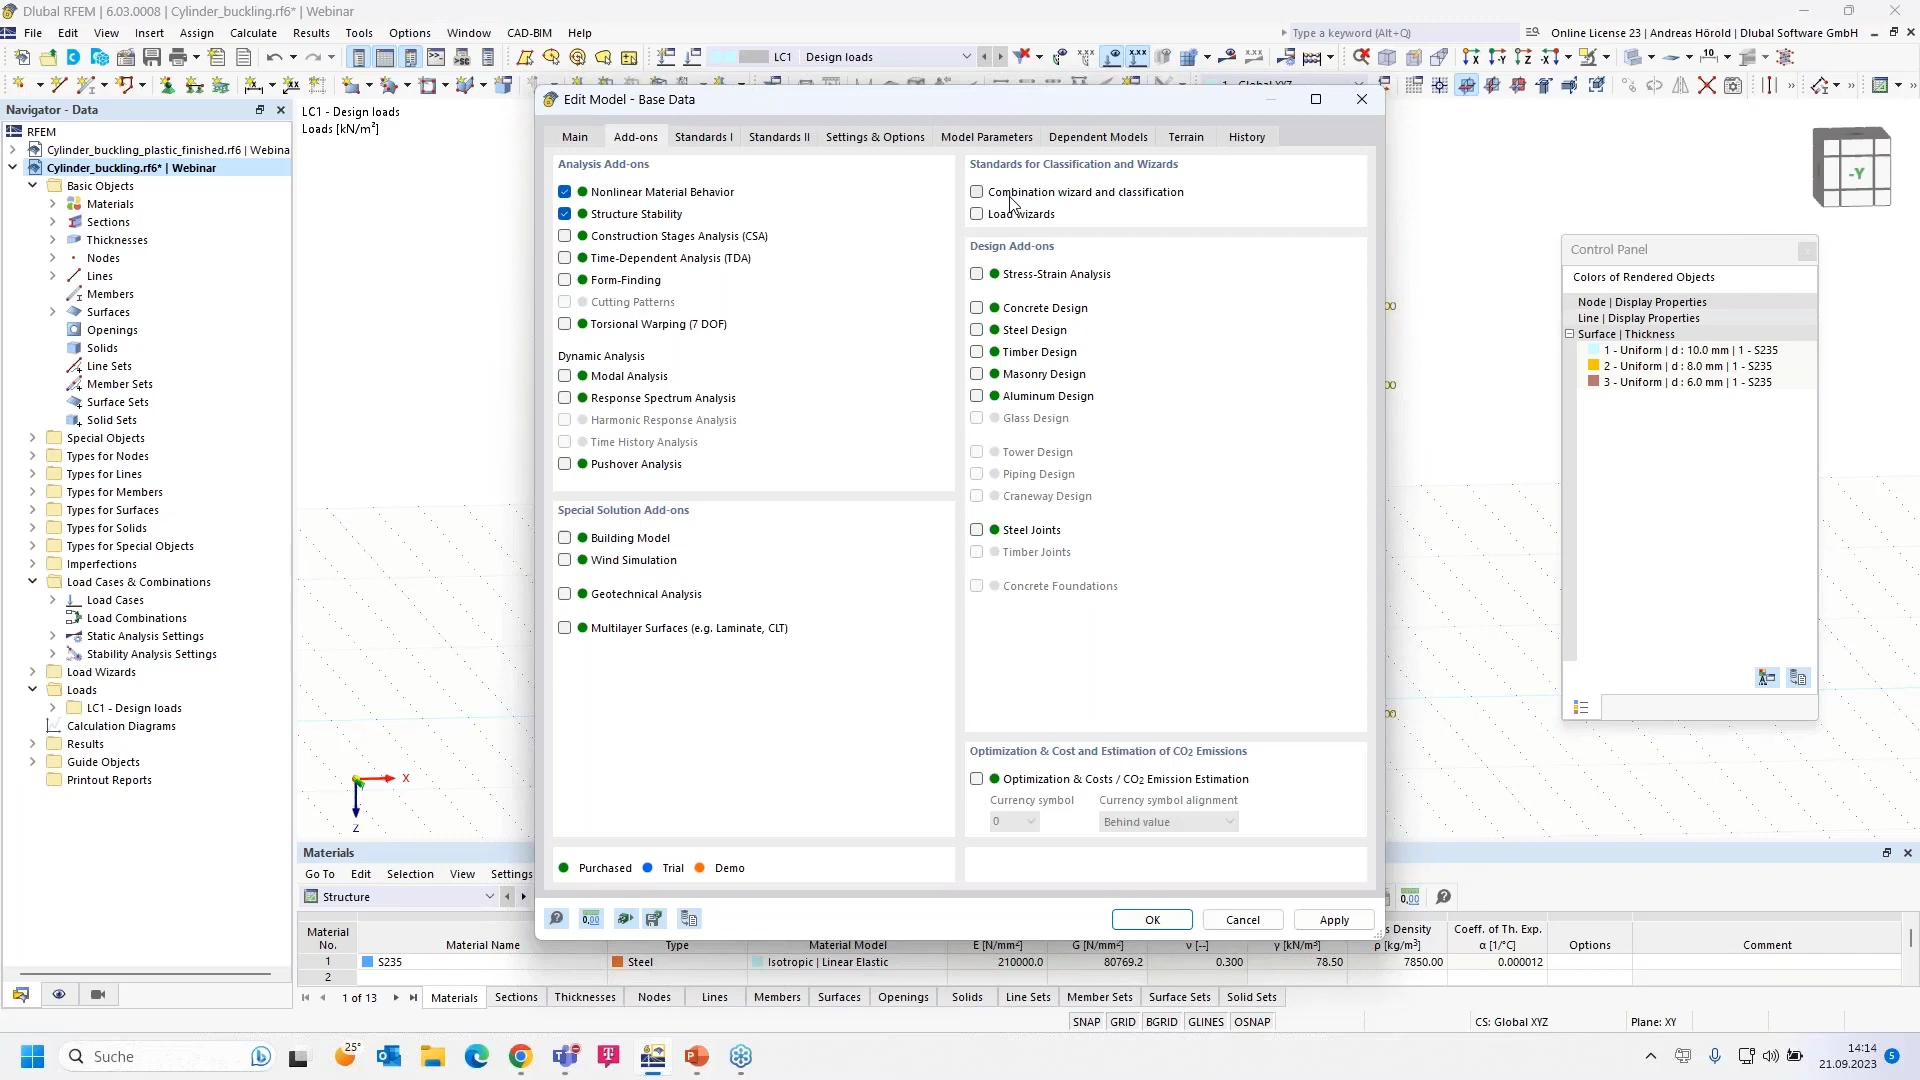 Dlubal RFEM | 6.03.0008 | Cylinder_buckling.rf6* | Webinar
File Edit View Insert Assign Calculate Results Tools Options Window CAD-BIM Help
Type a keyword (Alt+Q)
Online License 23 | Andreas Hörold | Dlubal Software GmbH
LC1 Design loads
Navigator - Data
RFEM
Cylinder_buckling_plastic_finished.rf6 | Webina
Cylinder_buckling.rf6* | Webinar
Basic Objects
Materials
Sections
Thicknesses
Nodes
Lines
Members
Surfaces
Openings
Solids
Line Sets
Member Sets
Surface Sets
Solid Sets
Special Objects
Types for Nodes
Types for Lines
Types for Members
Types for Surfaces
Types for Solids
Types for Special Objects
Imperfections
Load Cases & Combinations
Load Cases
Load Combinations
Static Analysis Settings
Stability Analysis Settings
Load Wizards
Loads
LC1 - Design loads
Calculation Diagrams
Results
Guide Objects
Printout Reports
LC1 - Design loads
Loads [kN/m²]
X
Z
Edit Model - Base Data
Main Add-ons Standards I Standards II Settings & Options Model Parameters Dependent Models Terrain History
Analysis Add-ons
Nonlinear Material Behavior
Structure Stability
Construction Stages Analysis (CSA)
Time-Dependent Analysis (TDA)
Form-Finding
Cutting Patterns
Torsional Warping (7 DOF)
Dynamic Analysis
Modal Analysis
Response Spectrum Analysis
Harmonic Response Analysis
Time History Analysis
Pushover Analysis
Special Solution Add-ons
Building Model
Wind Simulation
Geotechnical Analysis
Multilayer Surfaces (e.g. Laminate, CLT)
Purchased Trial Demo
Standards for Classification and Wizards
Combination wizard and classification
Load wizards
Design Add-ons
Stress-Strain Analysis
Concrete Design
Steel Design
Timber Design
Masonry Design
Aluminum Design
Glass Design
Tower Design
Piping Design
Craneway Design
Steel Joints
Timber Joints
Concrete Foundations
Optimization & Cost and Estimation of CO2 Emissions
Optimization & Costs / CO2 Emission Estimation
Currency symbol Currency symbol alignment
0 Behind value
OK Cancel Apply
-Y
Control Panel
Colors of Rendered Objects
Node | Display Properties
Line | Display Properties
Surface | Thickness
1 - Uniform | d : 10.0 mm | 1 - S235
2 - Uniform | d : 8.0 mm | 1 - S235
3 - Uniform | d : 6.0 mm | 1 - S235
Materials
Go To Edit Selection View Settings
Structure
Material No. Material Name Type Material Model E [N/mm²] G [N/mm²] ν [--] γ [kN/m³] s Density ρ [kg/m³] Coeff. of Th. Exp. α [1/°C] Options Comment
1 S235 Steel Isotropic | Linear Elastic 210000.0 80769.2 0.300 78.50 7850.00 0.000012
2
1 of 13 Materials Sections Thicknesses Nodes Lines Members Surfaces Openings Solids Line Sets Member Sets Surface Sets Solid Sets
SNAP GRID BGRID GLINES OSNAP CS: Global XYZ Plane: XY
Suche
25°
14:14
21.09.2023
5